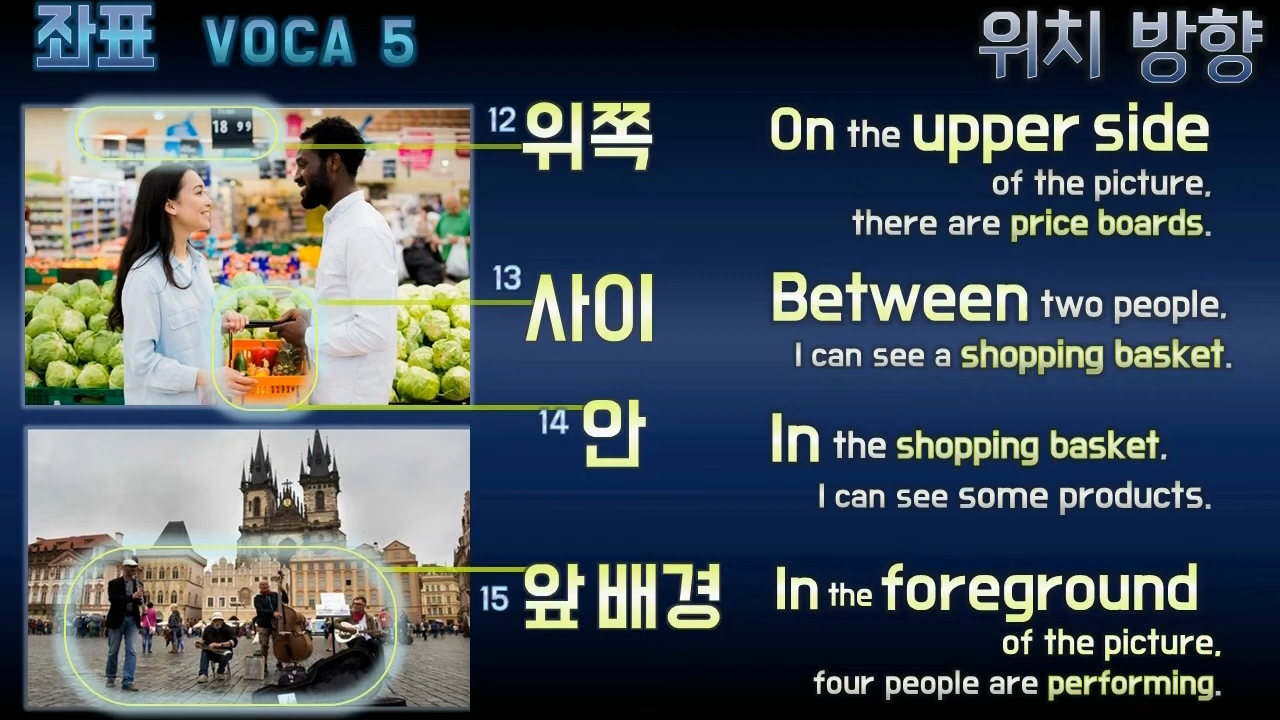 좌표 VOCA 5
위치 방향
18 99
12 위쪽
On the upper side
of the picture,
there are price boards.
13 사이
Between two people,
I can see a shopping basket.
14 안
In the shopping basket,
I can see some products.
15 앞 배경
In the foreground
of the picture,
four people are performing.